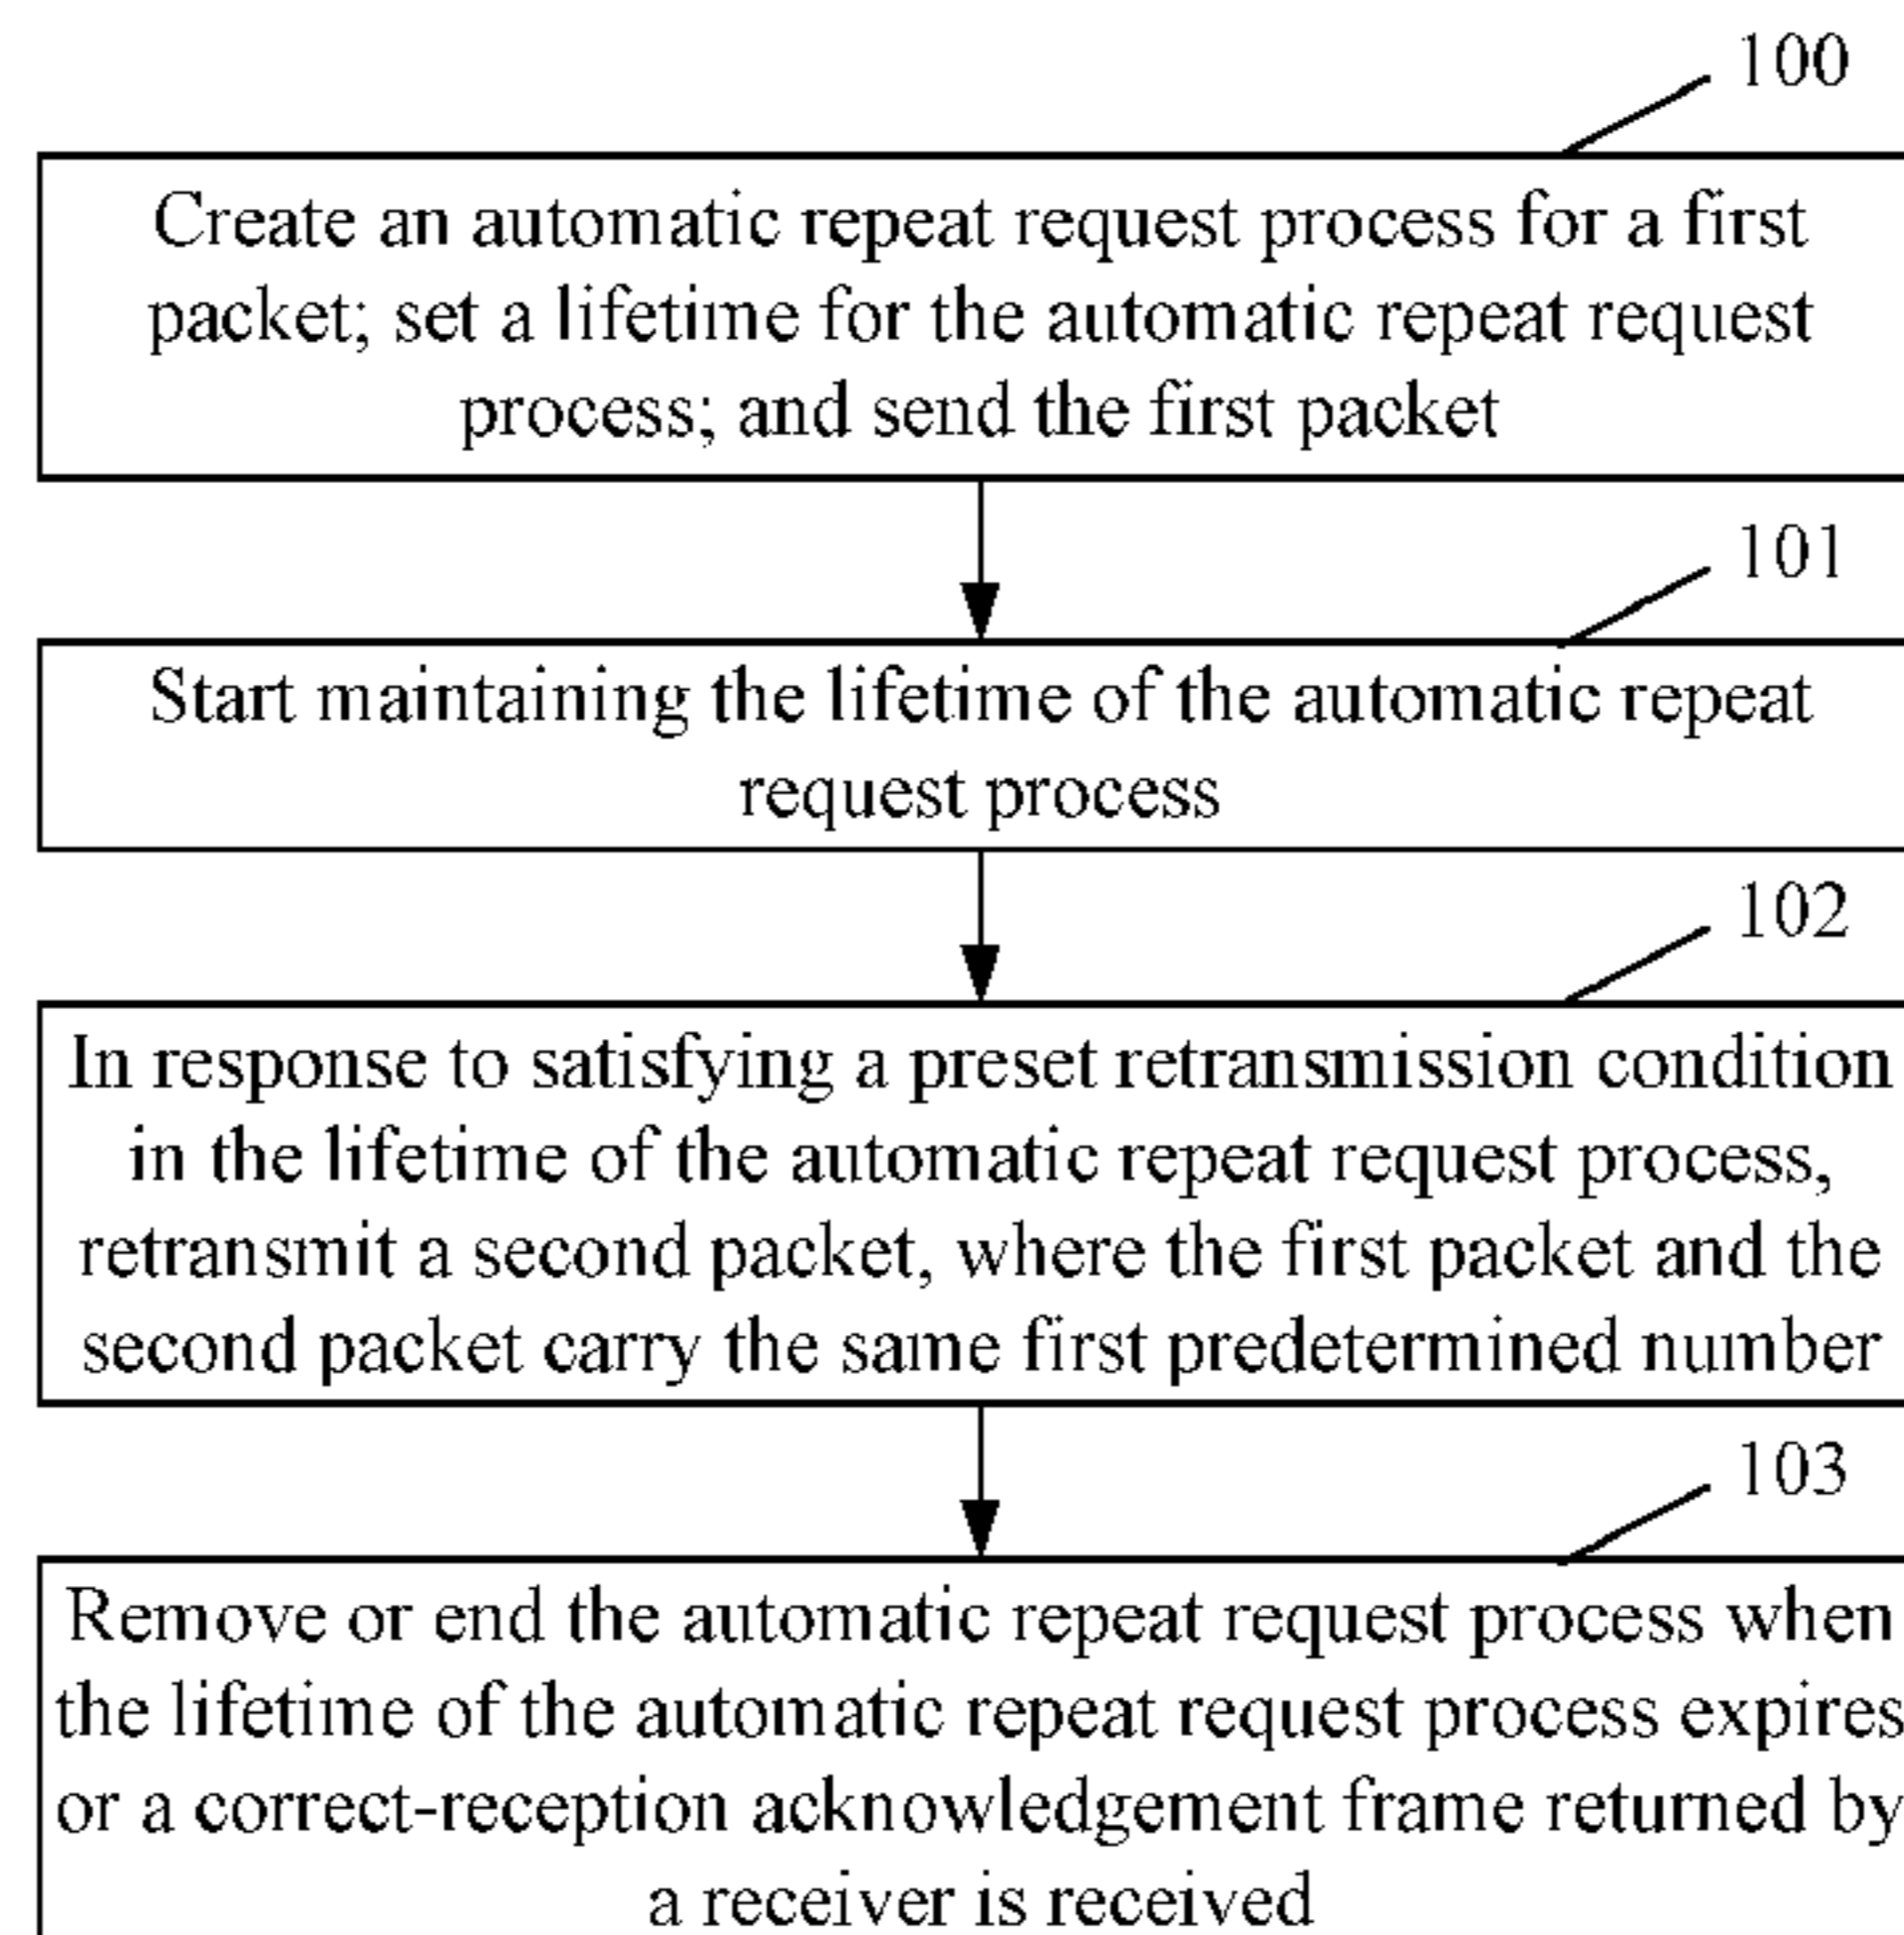 100
Create an automatic repeat request process for a first
packet; set a lifetime for the automatic repeat request
process; and send the first packet
101
Start maintaining the lifetime of the automatic repeat
request process
102
In response to satisfying a preset retransmission condition
in the lifetime of the automatic repeat request process,
retransmit a second packet, where the first packet and the
second packet carry the same first predetermined number
103
Remove or end the automatic repeat request process when
the lifetime of the automatic repeat request process expires
or a correct-reception acknowledgement frame returned by
a receiver is received